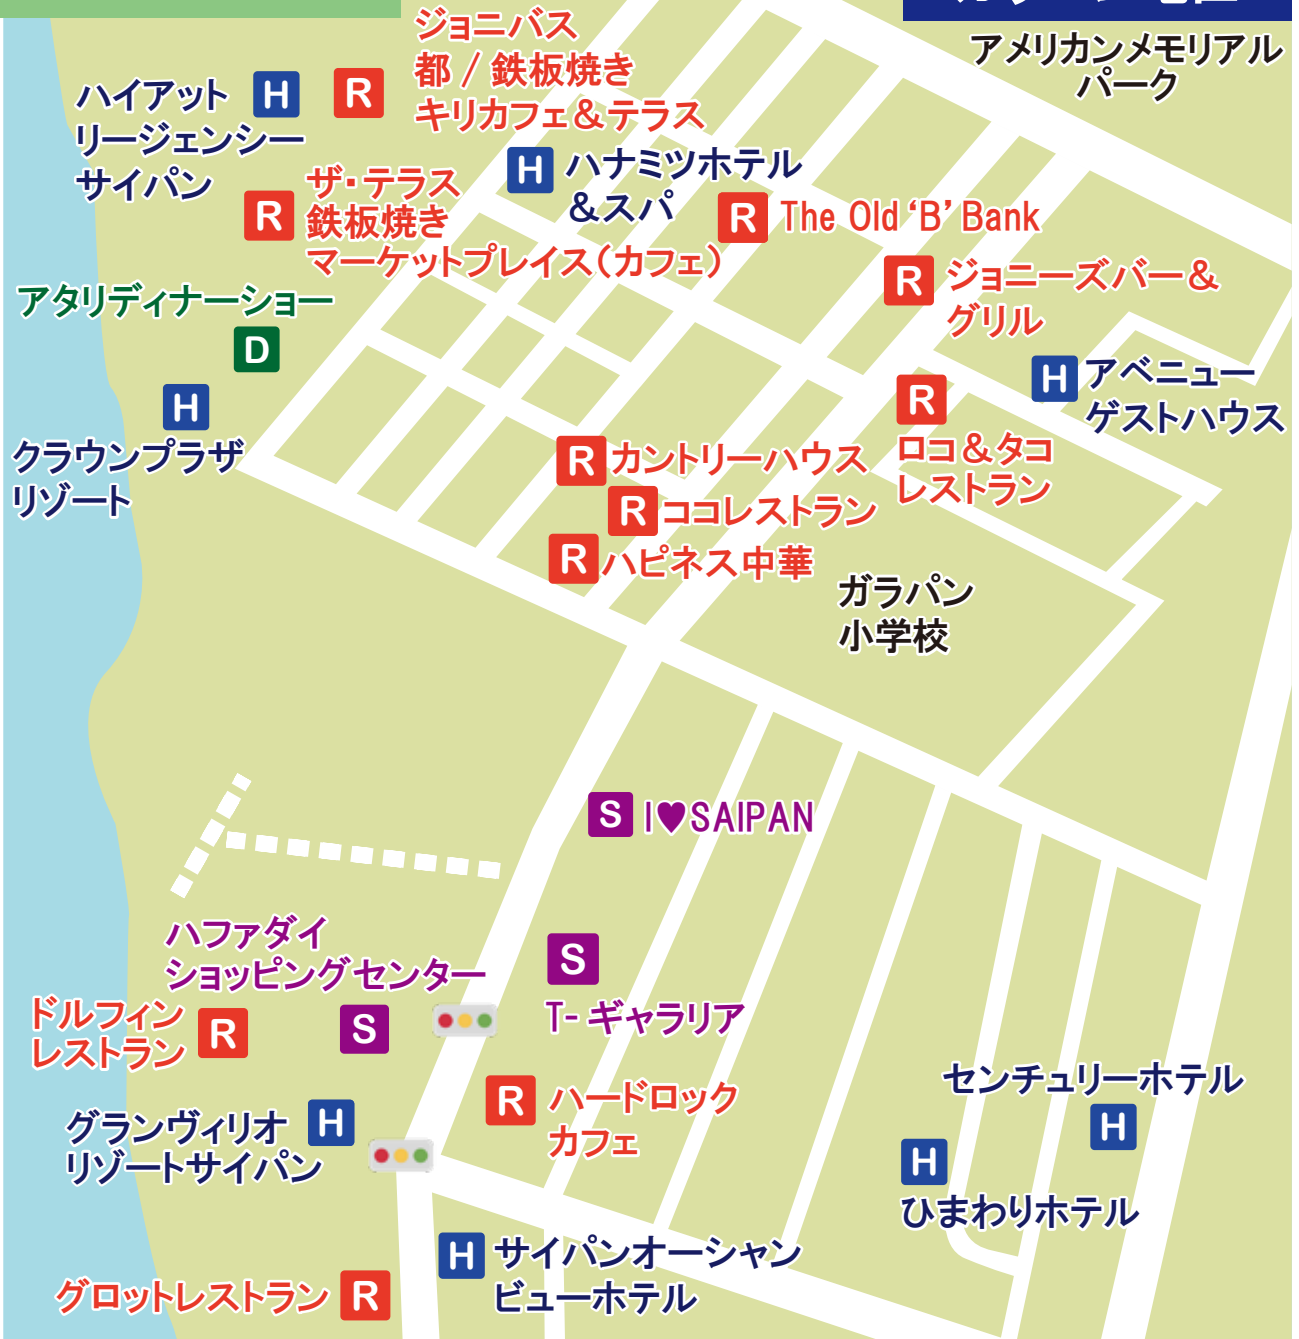 アメリカンメモリアル
パーク
ジョニバス
都 / 鉄板焼き
キリカフェ&テラス
H
R
ハイアット
リージェンシー
サイパン
H
ハナミツホテル
&スパ
R
ザ・テラス
鉄板焼き
マーケットプレイス(カフェ)
R
The Old ‘B’ Bank
R
ジョニーズバー&
グリル
アタリディナーショー
D
H
クラウンプラザ
リゾート
H
アベニュー
ゲストハウス
R
ロコ&タコ
レストラン
R
カントリーハウス
R
ココレストラン
R
ハピネス中華
ガラパン
小学校
S
I♥SAIPAN
ハファダイ
ショッピングセンター
S
S
T-ギャラリア
ドルフィン
レストラン
R
R
ハードロック
カフェ
グランヴィリオ
リゾートサイパン
H
センチュリーホテル
H
H
ひまわりホテル
H
サイパンオーシャン
ビューホテル
グロットレストラン
R